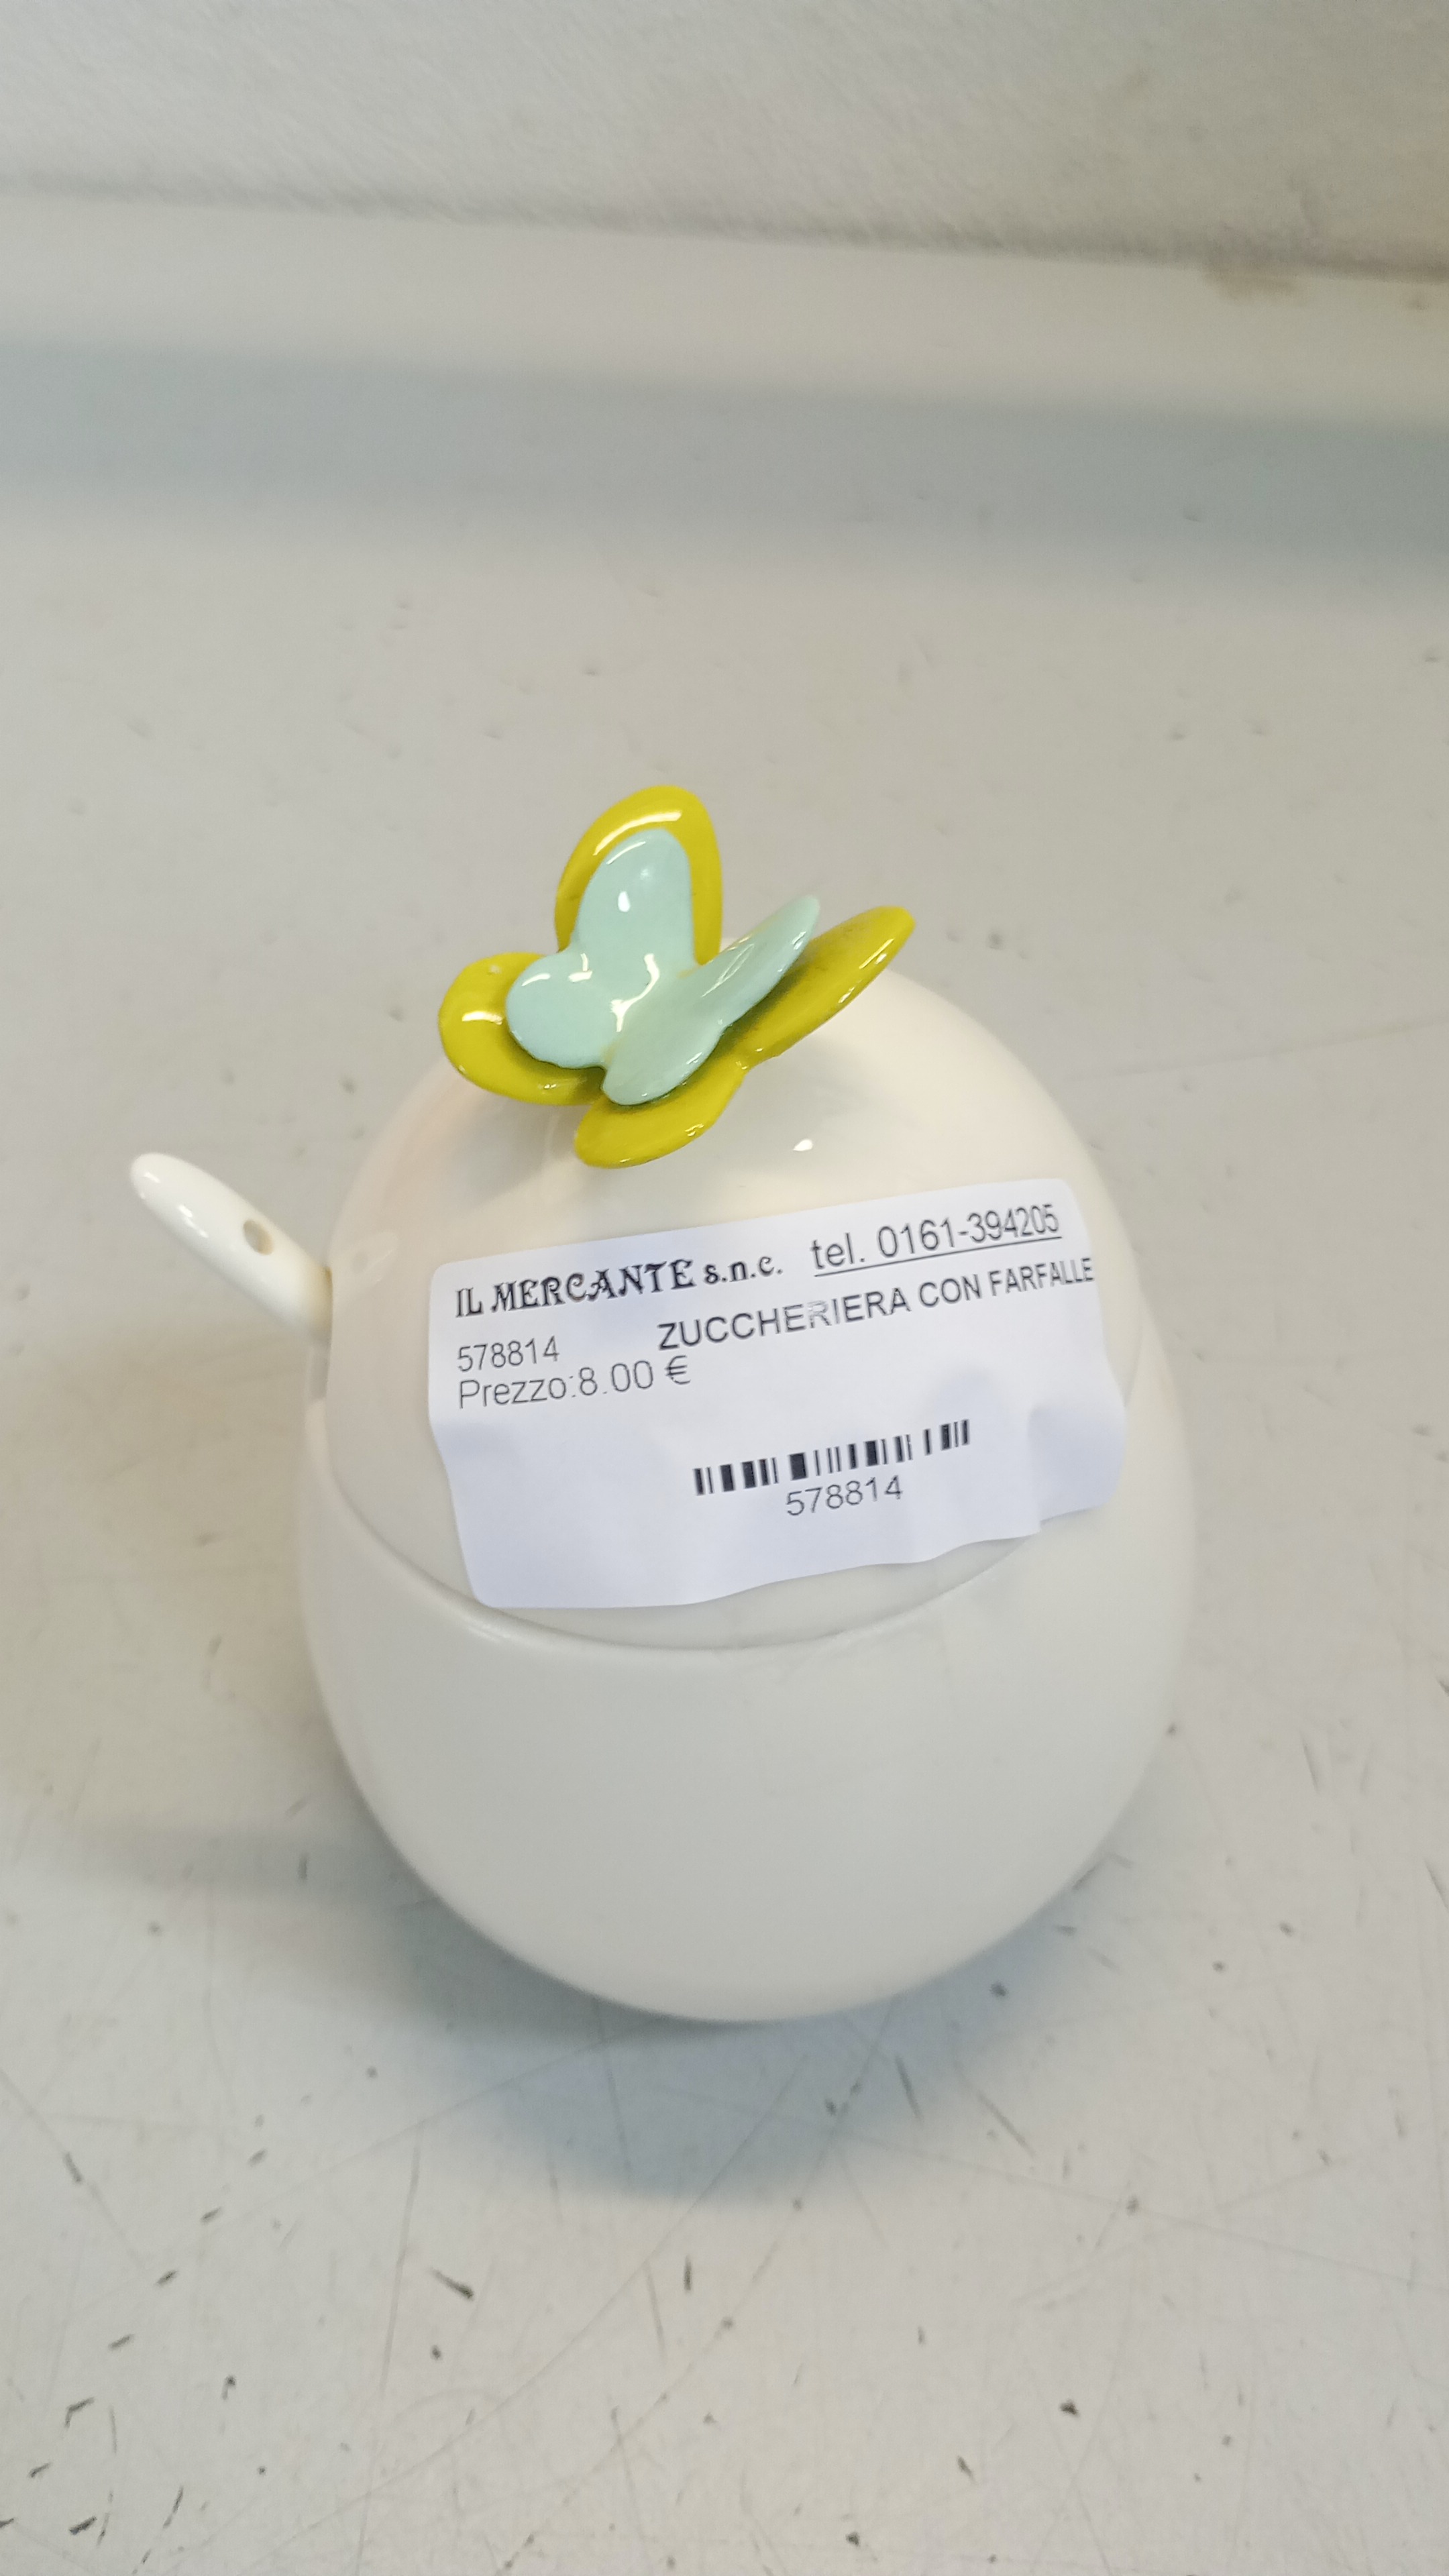 IL MERCANTE s.n.c. tel. 0161-394205
578814 ZUCCHERIERA CON FARFALLE
Prezzo:8.00 €
578814